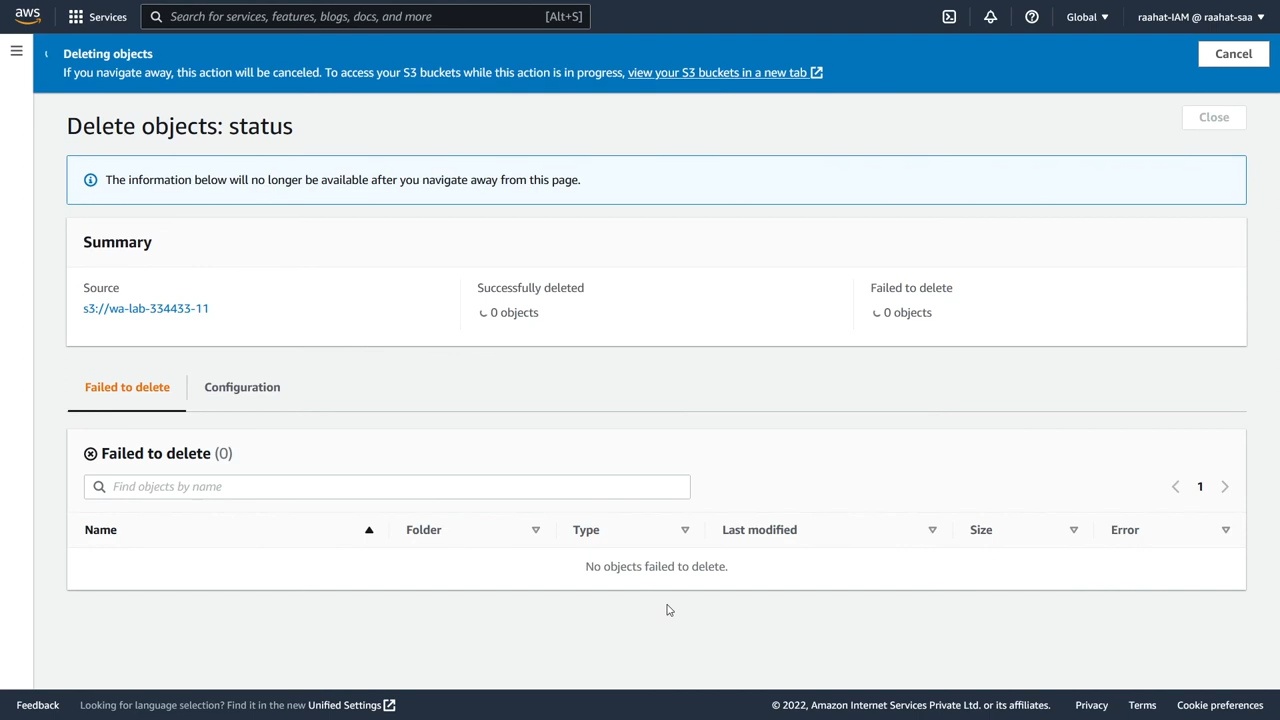 aws
Services
Search for services, features, blogs, docs, and more [Alt+S]
Global ▼
raahat-IAM @ raahat-saa ▼
Deleting objects
If you navigate away, this action will be canceled. To access your S3 buckets while this action is in progress, view your S3 buckets in a new tab
Cancel
Delete objects: status
Close
The information below will no longer be available after you navigate away from this page.
Summary
Source
s3://wa-lab-334433-11
Successfully deleted
0 objects
Failed to delete
0 objects
Failed to delete
Configuration
Failed to delete (0)
Find objects by name
1
Name
Folder
Type
Last modified
Size
Error
No objects failed to delete.
Feedback
Looking for language selection? Find it in the new Unified Settings
© 2022, Amazon Internet Services Private Ltd. or its affiliates.
Privacy
Terms
Cookie preferences